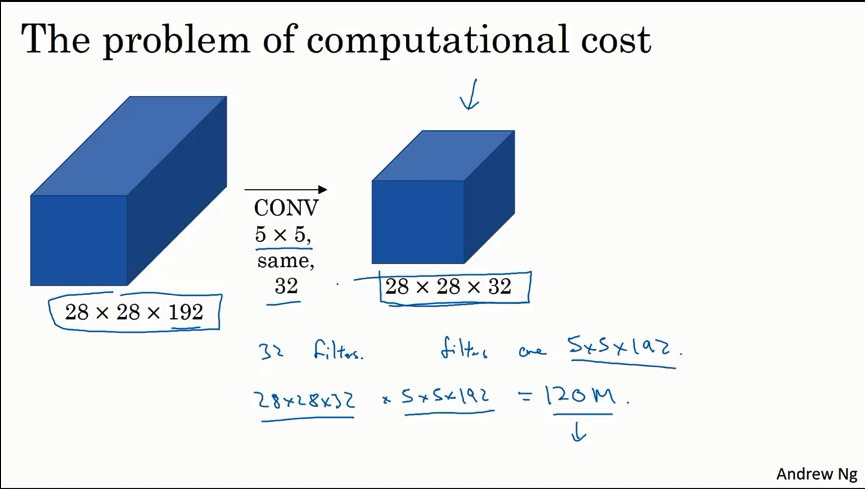 The problem of computational cost
CONV
5 × 5,
same,
32
28 × 28 × 192
28 × 28 × 32
32 filters. filters are 5×5×192.
28×28×32 × 5×5×192 = 120M.
Andrew Ng